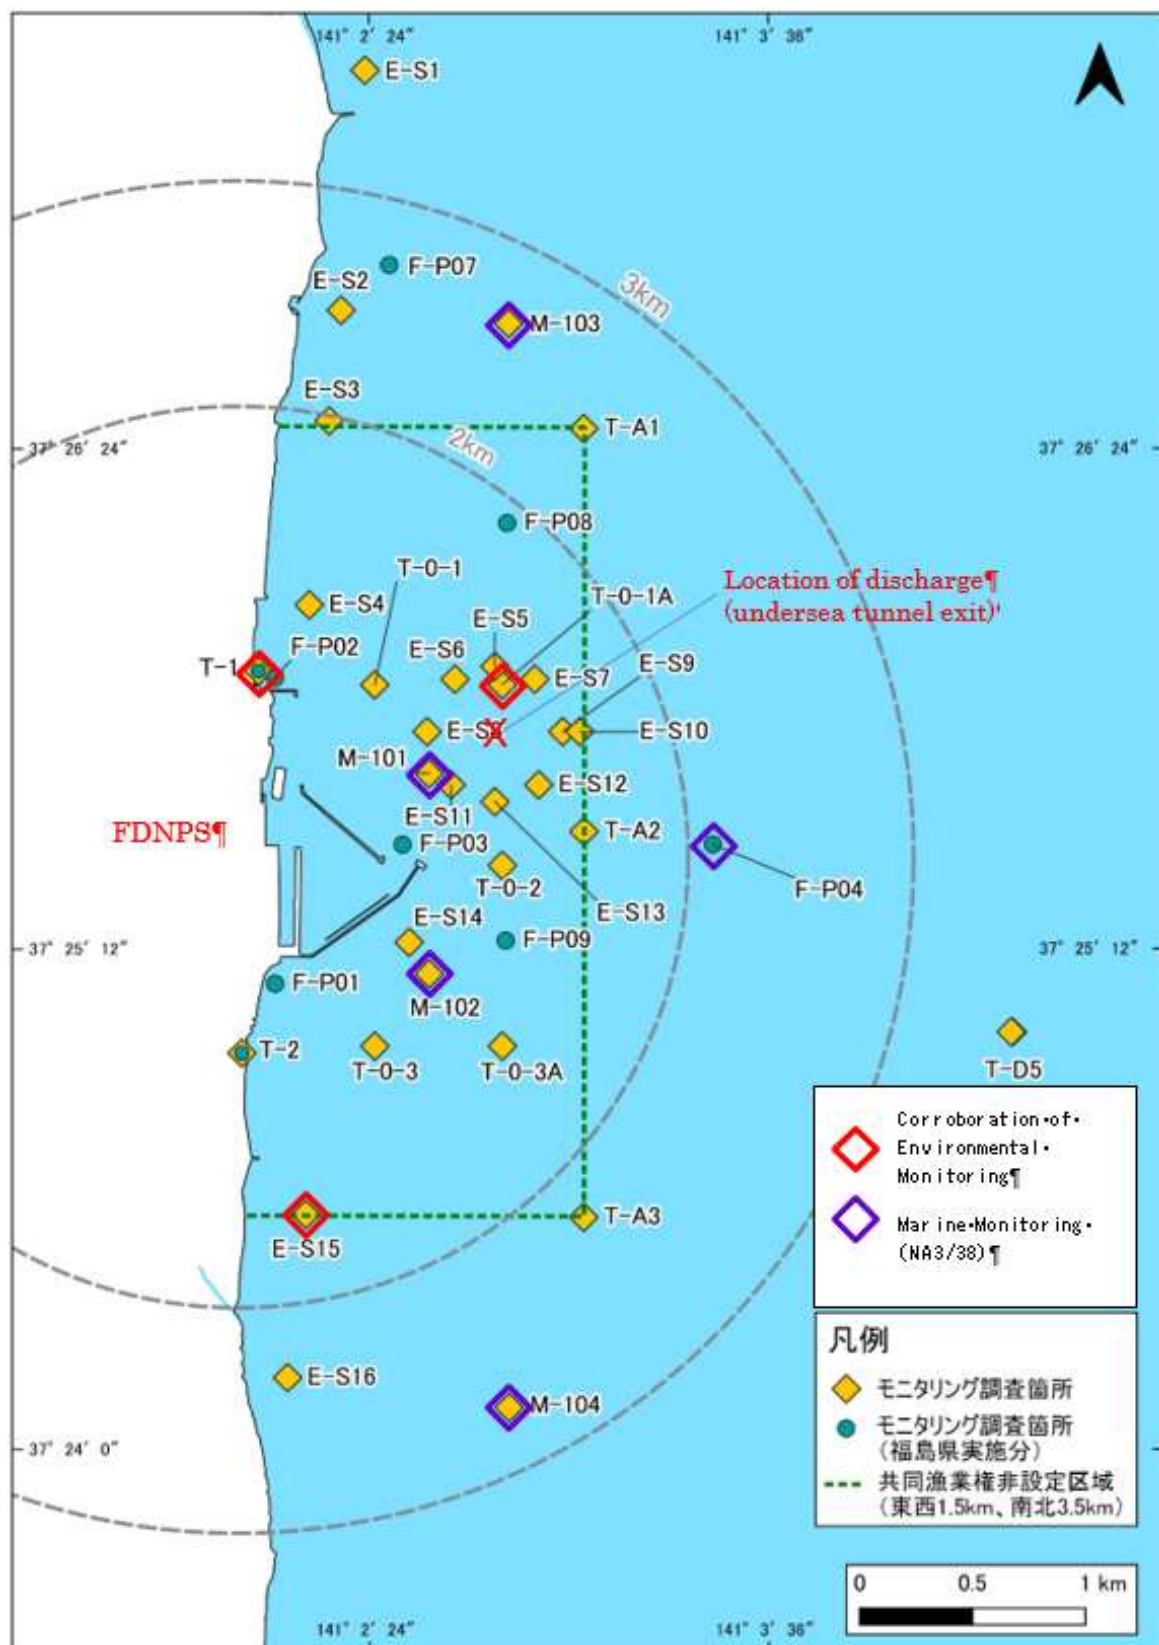 141° 2′ 24″
141° 3′ 36″
E-S1
F-P07
E-S2
3km
M-103
E-S3
T-A1
2km
37° 26′ 24″
37° 26′ 24″
F-P08
T-0-1
Location of discharge¶
(undersea tunnel exit)
T-0-1A
E-S4
E-S5
E-S9
F-P02
E-S6
T-1
E-S7
E-S8
E-S10
M-101
E-S12
E-S11
FDNPS¶
F-P03
T-A2
T-0-2
F-P04
E-S13
E-S14
F-P09
37° 25′ 12″
37° 25′ 12″
F-P01
M-102
T-2
T-0-3
T-0-3A
T-D5
Corroboration·of·
Environmental·
Monitoring¶
Marine·Monitoring·
(NA3/38)¶
E-S15
T-A3
凡例
モニタリング調査箇所
モニタリング調査箇所
(福島県実施分)
共同漁業権非設定区域
(東西1.5km、南北3.5km)
E-S16
M-104
37° 24′ 0″
0 0.5 1 km
141° 2′ 24″
141° 3′ 36″